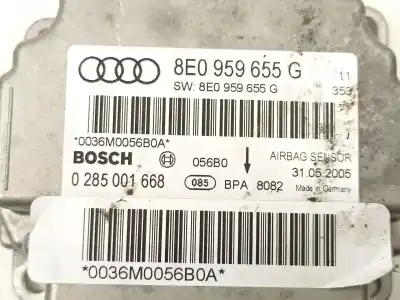 8E0 959 655 G
SW: 8E0 959 655 G
11
353
*0036M0056B0A*
BOSCH
056B0
AIRBAG SENSOR
31.05.2005
0 285 001 668
085
BPA 8082
Made in Germany
*0036M0056B0A*